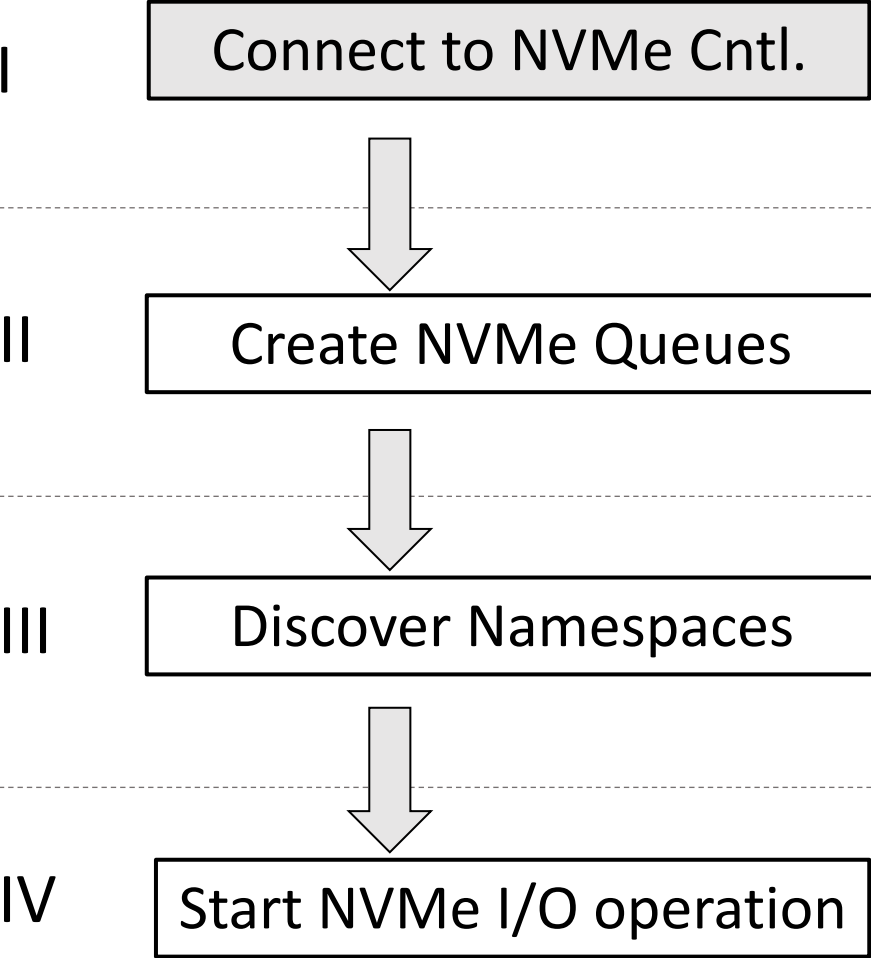 I
Connect to NVMe Cntl.
II
Create NVMe Queues
III
Discover Namespaces
IV
Start NVMe I/O operation